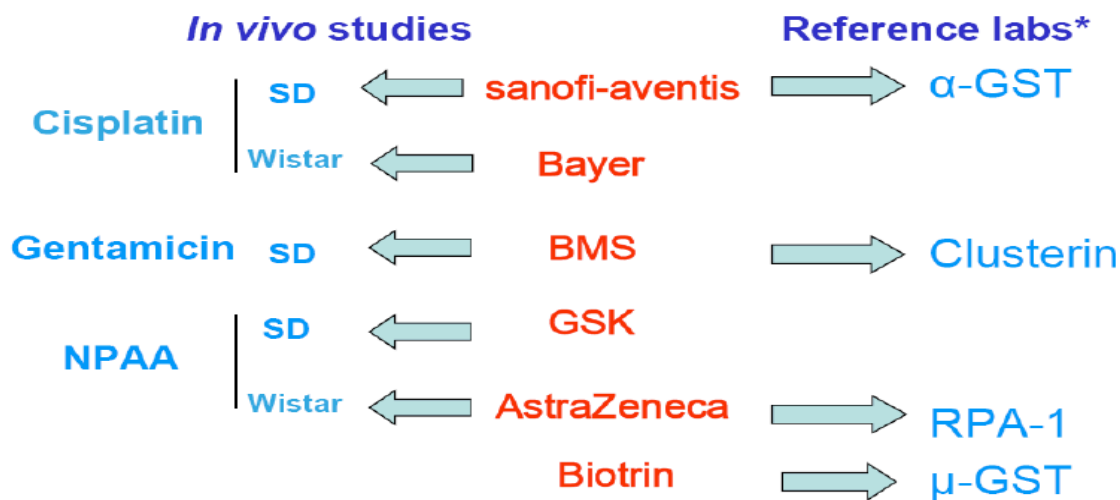 In vivo studies Reference labs*
SD sanofi-aventis α-GST
Cisplatin
Wistar Bayer
Gentamicin SD BMS Clusterin
SD GSK
NPAA
Wistar AstraZeneca RPA-1
Biotrin μ-GST